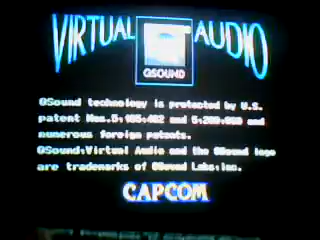 VIRTUAL AUDIO
QSOUND
QSound technology is protected by U.S.
patent Nos.5,105,462 and 5,208,860 and
numerous foreign patents.
QSound:Virtual Audio and the QSound logo
are trademarks of QSound Labs;Inc.
CAPCOM